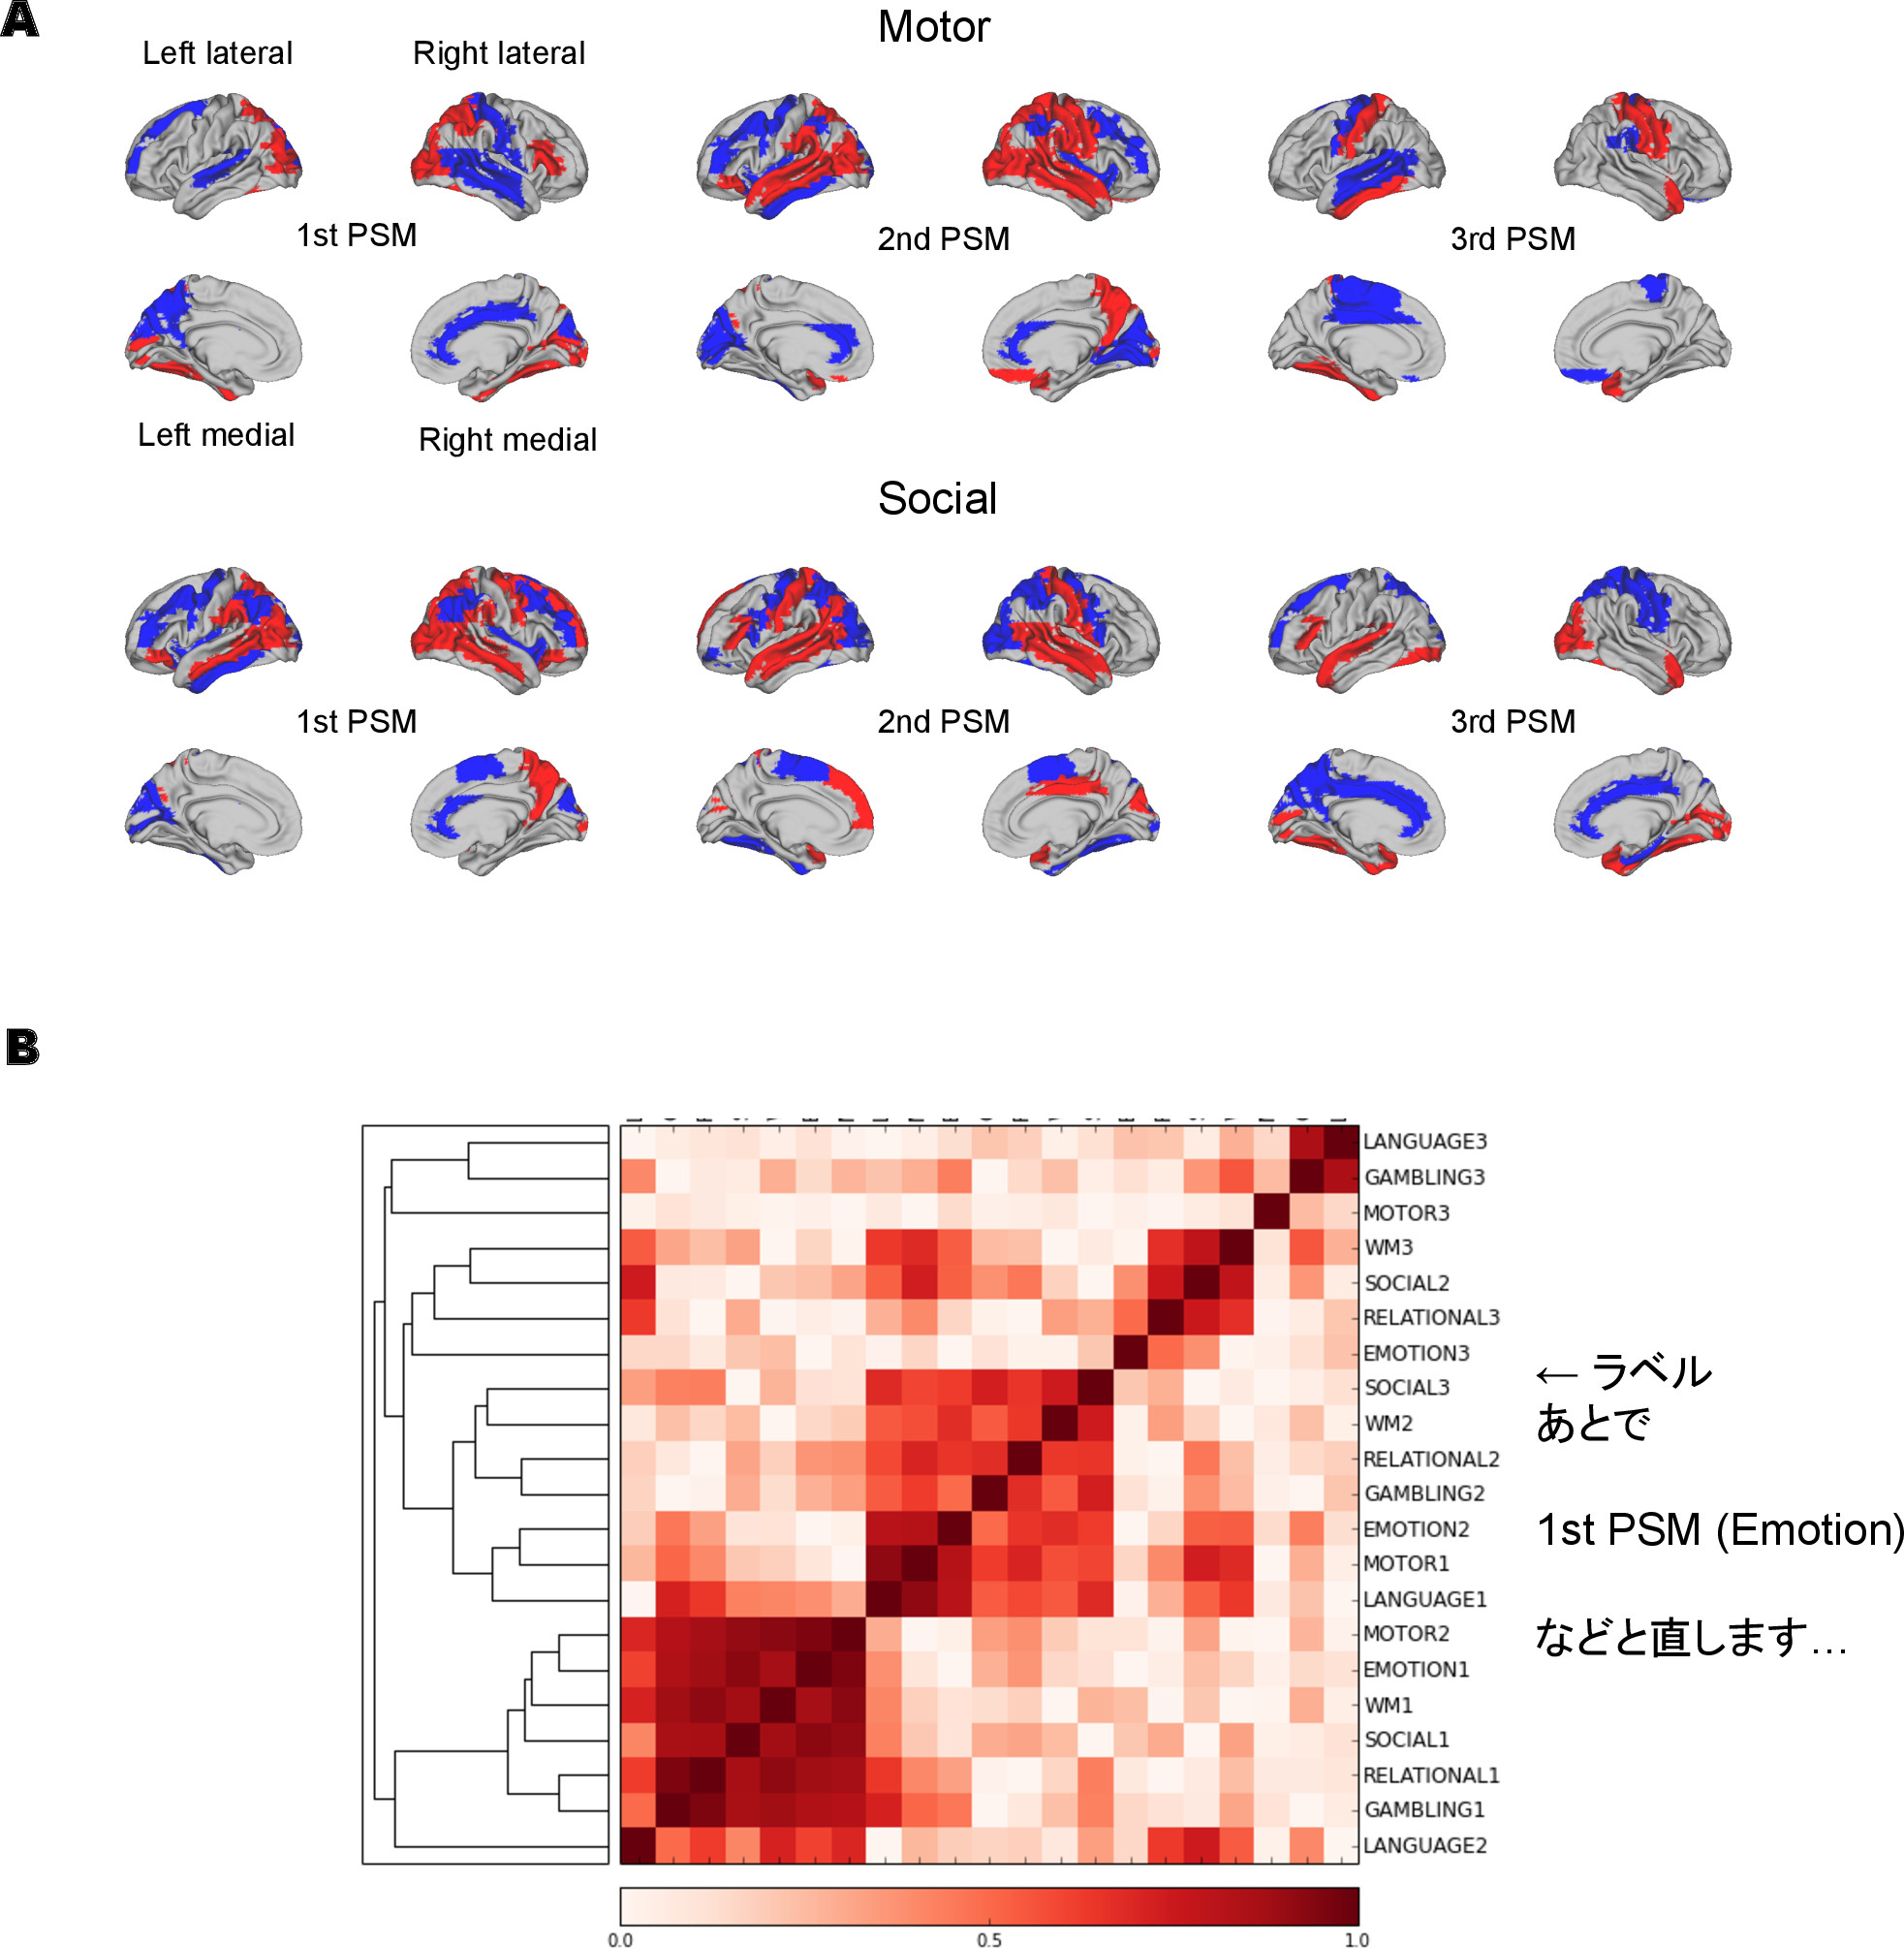 A
Motor
Left lateral
Right lateral
1st PSM
2nd PSM
3rd PSM
Left medial
Right medial
Social
1st PSM
2nd PSM
3rd PSM
B
LANGUAGE3
GAMBLING3
MOTOR3
WM3
SOCIAL2
RELATIONAL3
EMOTION3
SOCIAL3
WM2
RELATIONAL2
GAMBLING2
EMOTION2
MOTOR1
LANGUAGE1
MOTOR2
EMOTION1
WM1
SOCIAL1
RELATIONAL1
GAMBLING1
LANGUAGE2
← ラベル
あとで
1st PSM (Emotion)
などと直します…
0.0
0.5
1.0